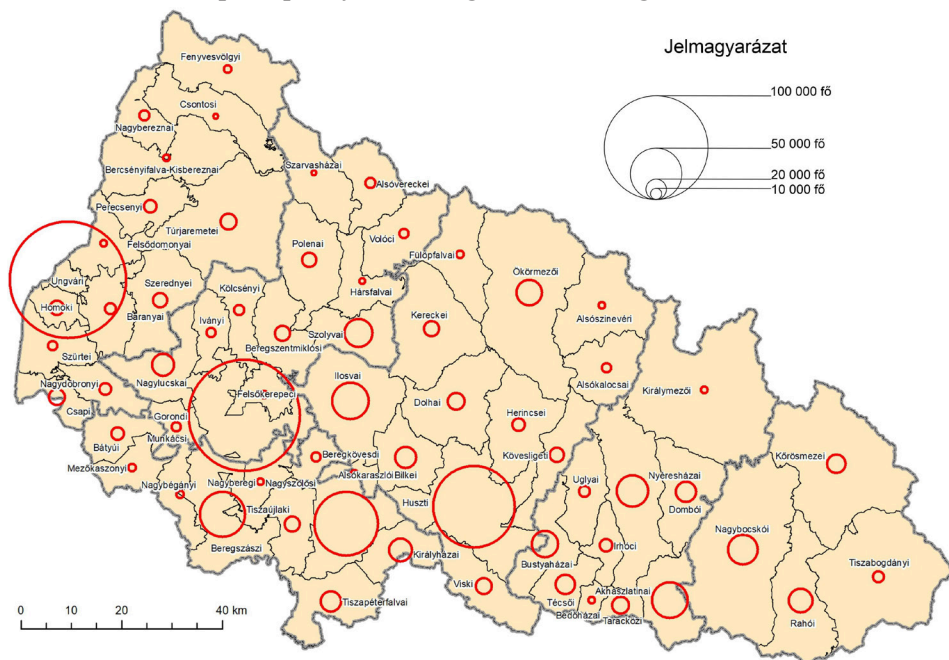 Jelmagyarázat
100 000 fő
50 000 fő
20 000 fő
10 000 fő
Fenyvesvölgyi
Csontosi
Nagybereznai
Bercsényifalva-Kisbereznai
Szarvasházai
Alsóvereckei
Perecsenyi
Túrjaremetei
Felsődomonyai
Polenai
Volóci
Fülöpfalvai
Ökörmezői
Ungvári
Szerednyei
Kölcsényi
Hársfalvai
Alsószinevéri
Homoki
Baranyai
Iványi
Kereckei
Szolyvai
Beregszentmiklósi
Szürtei
Nagydobronyi
Nagylucskai
Ilosvai
Alsókalocsai
Királymezői
Felsőkerepeci
Dolhai
Herincsei
Csapi
Gorondi
Munkácsi
Bátyúi
Kövesligeti
Kőrösmezei
Beregkövesdi
Mezőkaszonyi
Alsókaraszlói
Bilkei
Nagyberegi
Nagyszőlősi
Nagybégányi
Huszti
Uglyai
Nyéresházai
Dombói
Tiszaújlaki
Nagybocskói
Beregszászi
Királyházai
Bustyaházai
Irhóci
Tiszabogdányi
Viski
Técsői
Akhaszlatinai
Bedőházai
Taracközi
Tiszapéterfalvai
Rahói
0 10 20 40 km